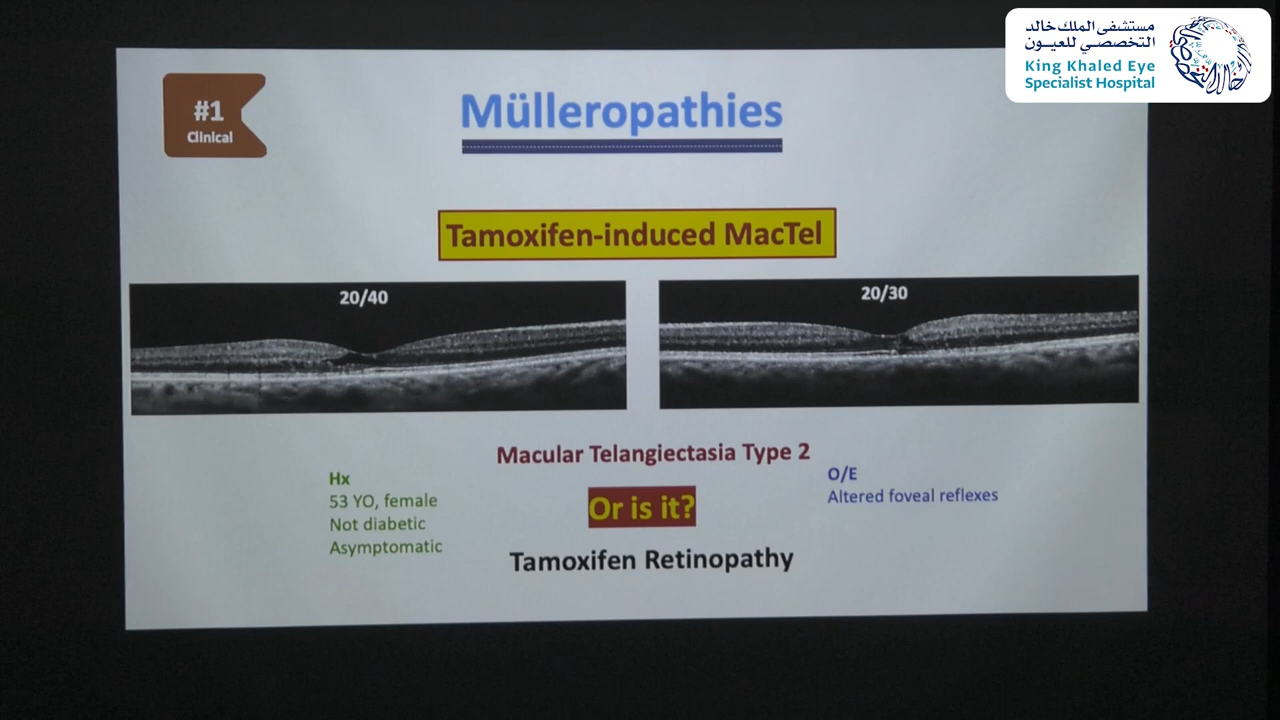 مستشفى الملك خالد
التخصصي للعيـون
King Khaled Eye
Specialist Hospital
#1
Clinical
Mülleropathies
Tamoxifen-induced MacTel
20/40
20/30
Macular Telangiectasia Type 2
Hx
53 YO, female
Not diabetic
Asymptomatic
Or is it?
O/E
Altered foveal reflexes
Tamoxifen Retinopathy